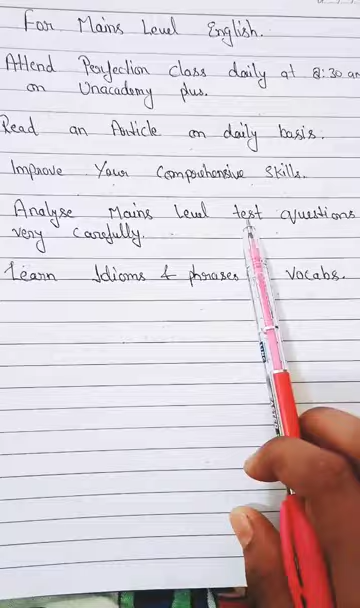 For Mains Level English.
Attend Perfection class daily at 8:30 am
on Unacademy plus.
Read an Article on daily basis.
Improve Your Comprehensive Skills.
Analyse Mains Level test questions
very carefully.
Learn Idioms & phrases vocabs.